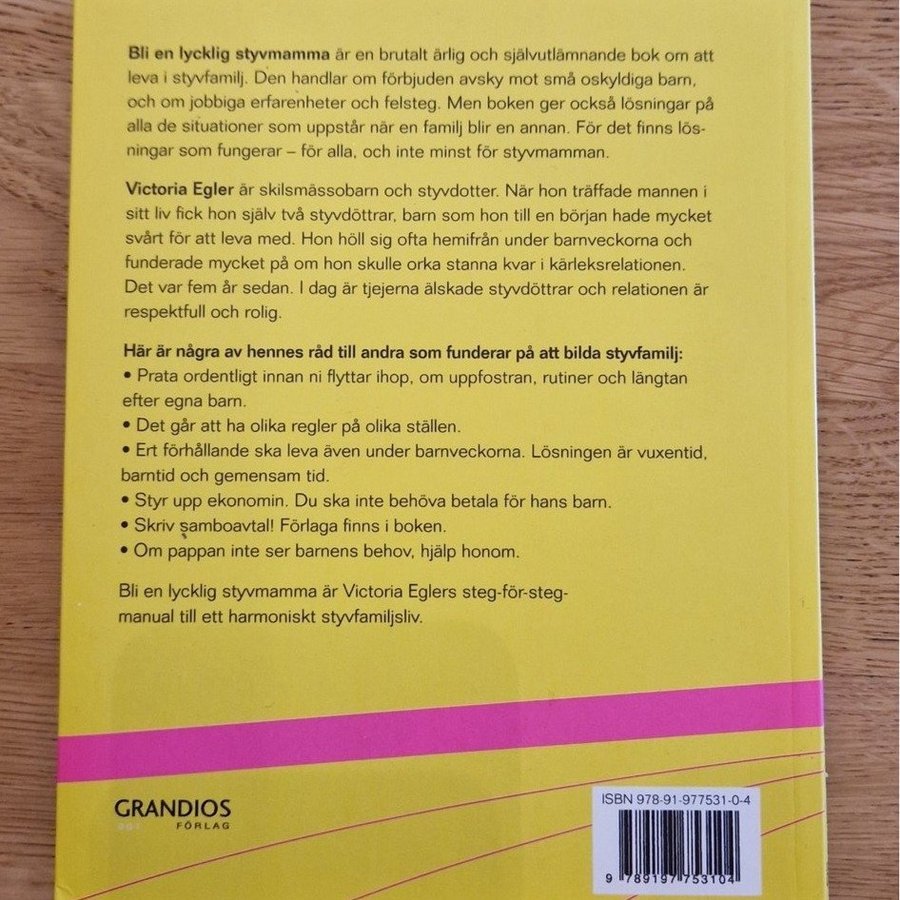 Bli en lycklig styvmamma är en brutalt ärlig och självutlämnande bok om att
leva i styvfamilj. Den handlar om förbjuden avsky mot små oskyldiga barn,
och om jobbiga erfarenheter och felsteg. Men boken ger också lösningar på
alla de situationer som uppstår när en familj blir en annan. För det finns lös-
ningar som fungerar – för alla, och inte minst för styvmamman.
Victoria Egler är skilsmässobarn och styvdotter. När hon träffade mannen i
sitt liv fick hon själv två styvdöttrar, barn som hon till en början hade mycket
svårt för att leva med. Hon höll sig ofta hemifrån under barnveckorna och
funderade mycket på om hon skulle orka stanna kvar i kärleksrelationen.
Det var fem år sedan. I dag är tjejerna älskade styvdöttrar och relationen är
respektfull och rolig.
Här är några av hennes råd till andra som funderar på att bilda styvfamilj:
• Prata ordentligt innan ni flyttar ihop, om uppfostran, rutiner och längtan
efter egna barn.
• Det går att ha olika regler på olika ställen.
• Ert förhållande ska leva även under barnveckorna. Lösningen är vuxentid,
barntid och gemensam tid.
• Styr upp ekonomin. Du ska inte behöva betala för hans barn.
• Skriv samboavtal! Förlaga finns i boken.
• Om pappan inte ser barnens behov, hjälp honom.
Bli en lycklig styvmamma är Victoria Eglers steg-för-steg-
manual till ett harmoniskt styvfamiljsliv.
GRANDIOS
FÖRLAG
ISBN 978-91-977531-0-4
9 789197 753104